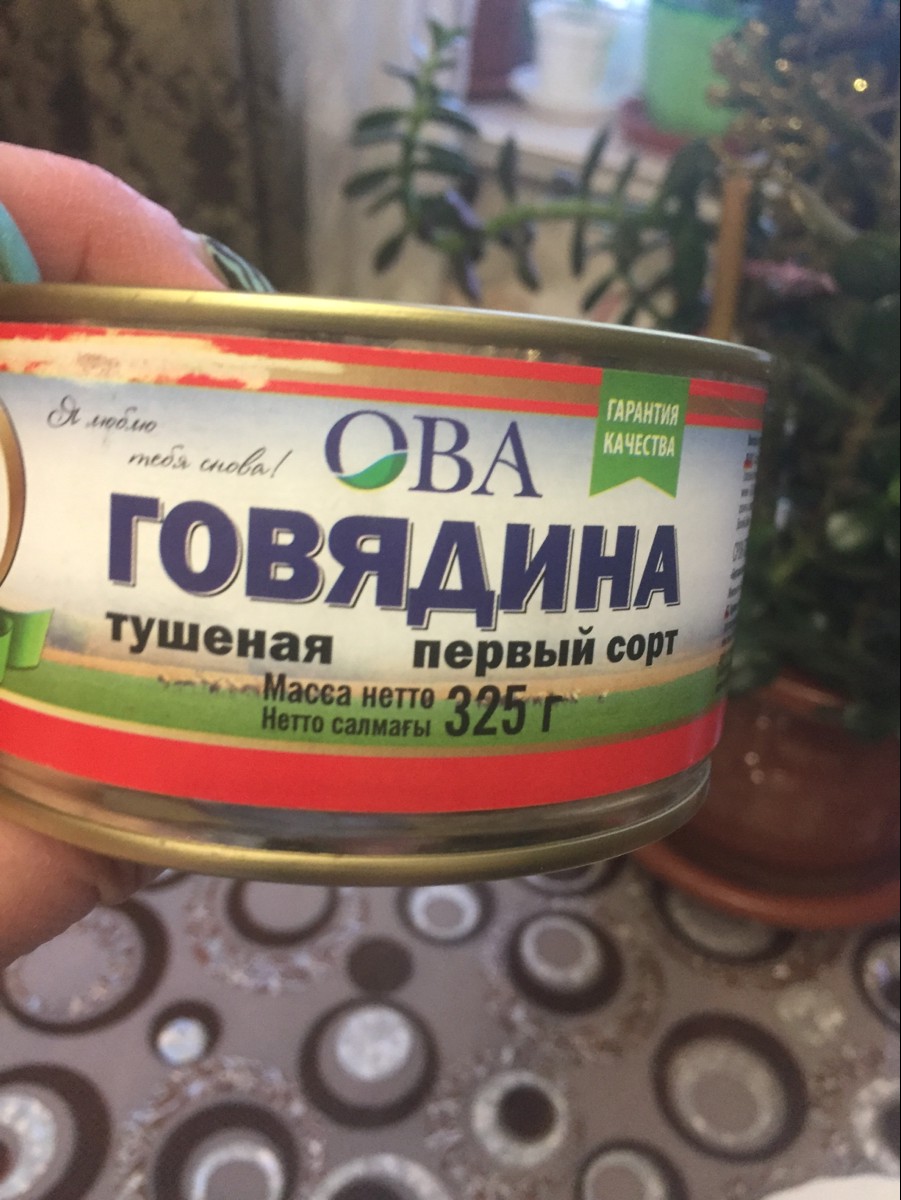 Я люблю
тебя снова!
ОВА
ГАРАНТИЯ
КАЧЕСТВА
ГОВЯДИНА
тушеная первый сорт
Масса нетто 325 г
Нетто салмағы